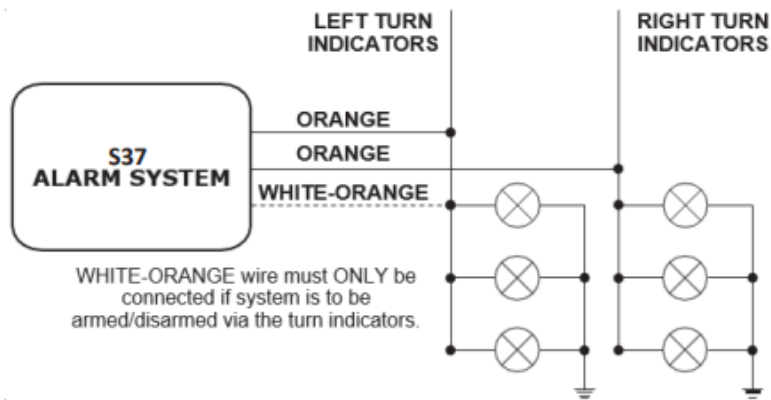 LEFT TURN
INDICATORS
RIGHT TURN
INDICATORS
ORANGE
ORANGE
S37
ALARM SYSTEM
WHITE-ORANGE
WHITE-ORANGE wire must ONLY be
connected if system is to be
armed/disarmed via the turn indicators.